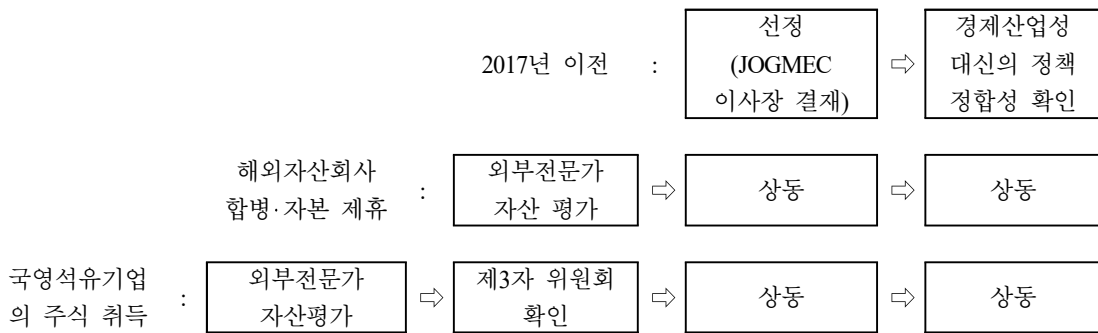 2017년 이전 :
선정
(JOGMEC
이사장 결재)
⇨
경제산업성
대신의 정책
정합성 확인
해외자산회사
합병·자본 제휴 :
외부전문가
자산 평가
⇨
상동
⇨
상동
국영석유기업
의 주식 취득 :
외부전문가
자산평가
⇨
제3자 위원회
확인
⇨
상동
⇨
상동